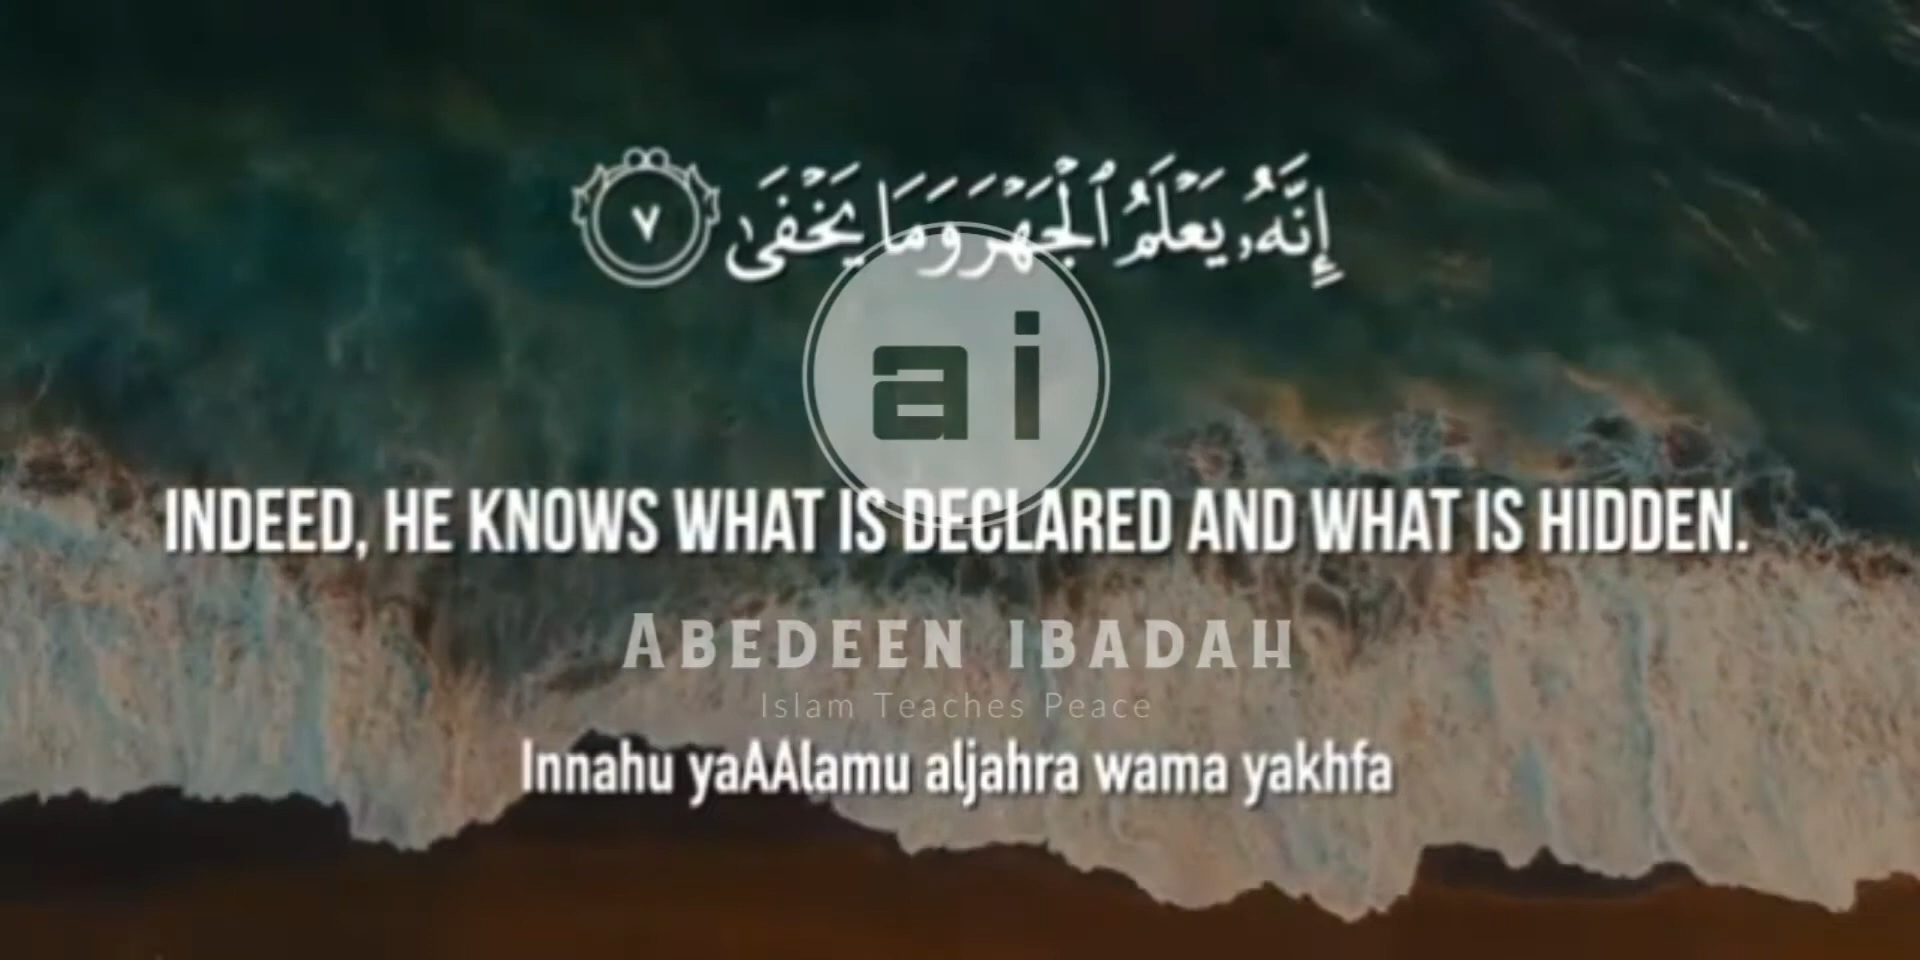 إِنَّهُۥ يَعْلَمُ ٱلْجَهْرَ وَمَا يَخْفَىٰ ٧
ai
INDEED, HE KNOWS WHAT IS DECLARED AND WHAT IS HIDDEN.
ABEDEEN IBADAH
Islam Teaches Peace
Innahu yaAAlamu aljahra wama yakhfa